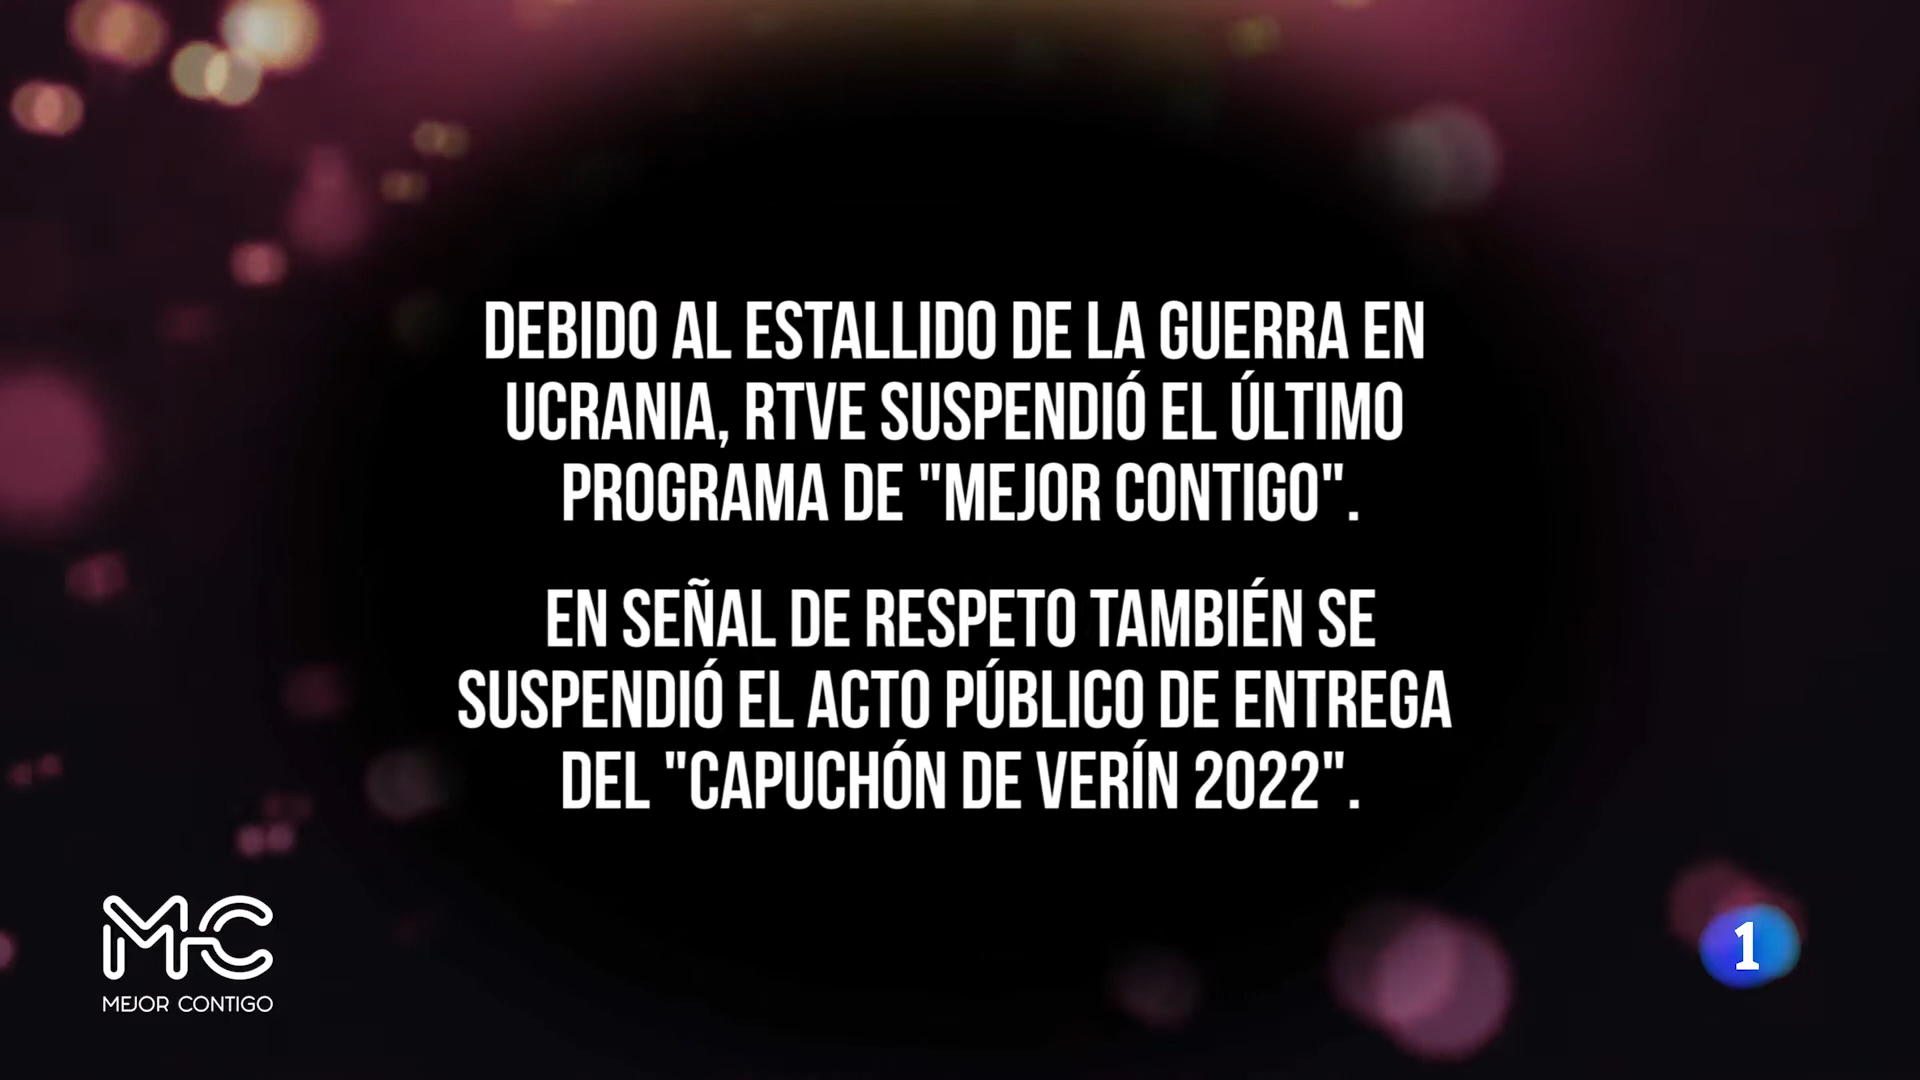 DEBIDO AL ESTALLIDO DE LA GUERRA EN
UCRANIA, RTVE SUSPENDIÓ EL ÚLTIMO
PROGRAMA DE "MEJOR CONTIGO".
EN SEÑAL DE RESPETO TAMBIÉN SE
SUSPENDIÓ EL ACTO PÚBLICO DE ENTREGA
DEL "CAPUCHÓN DE VERÍN 2022".
MC
MEJOR CONTIGO
1